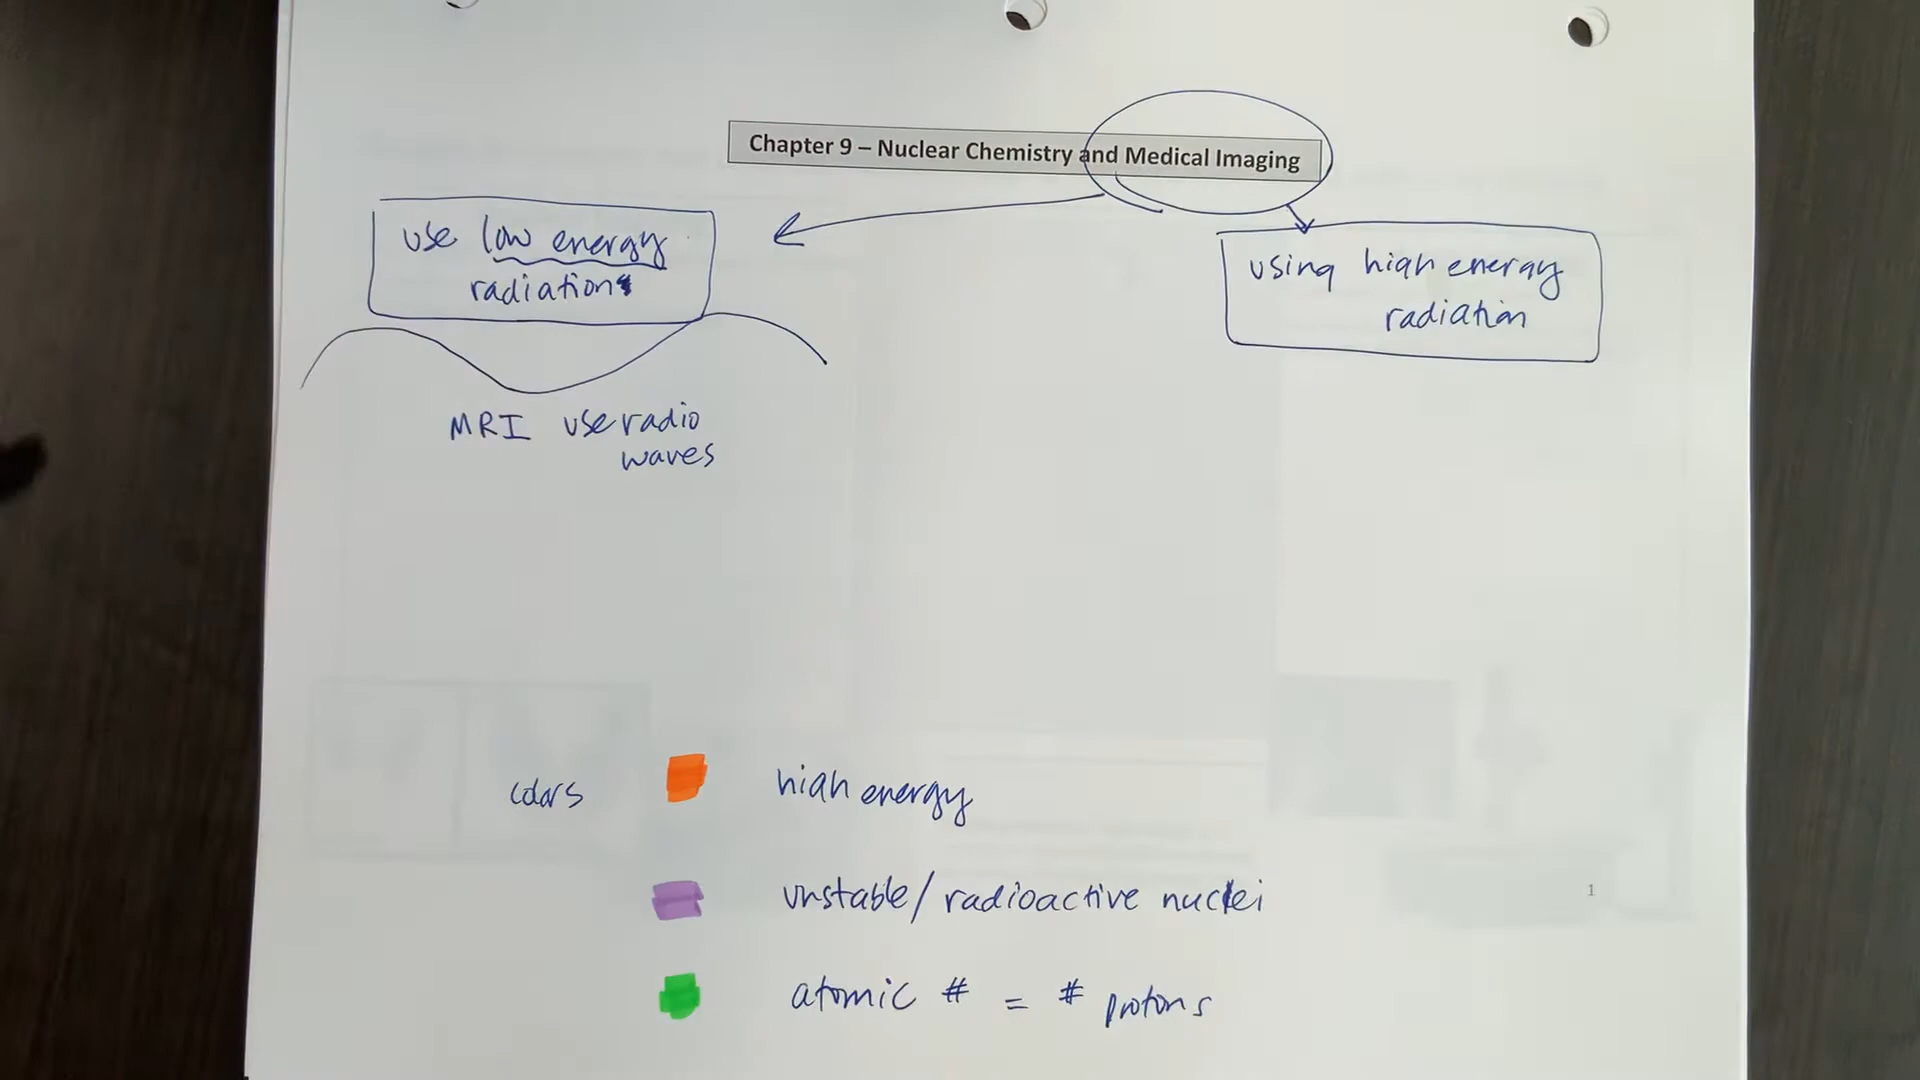 Chapter 9 – Nuclear Chemistry and Medical Imaging
use low energy
radiation
using high energy
radiation
MRI use radio
waves
colors
high energy
unstable/radioactive nuclei
1
atomic # = # protons